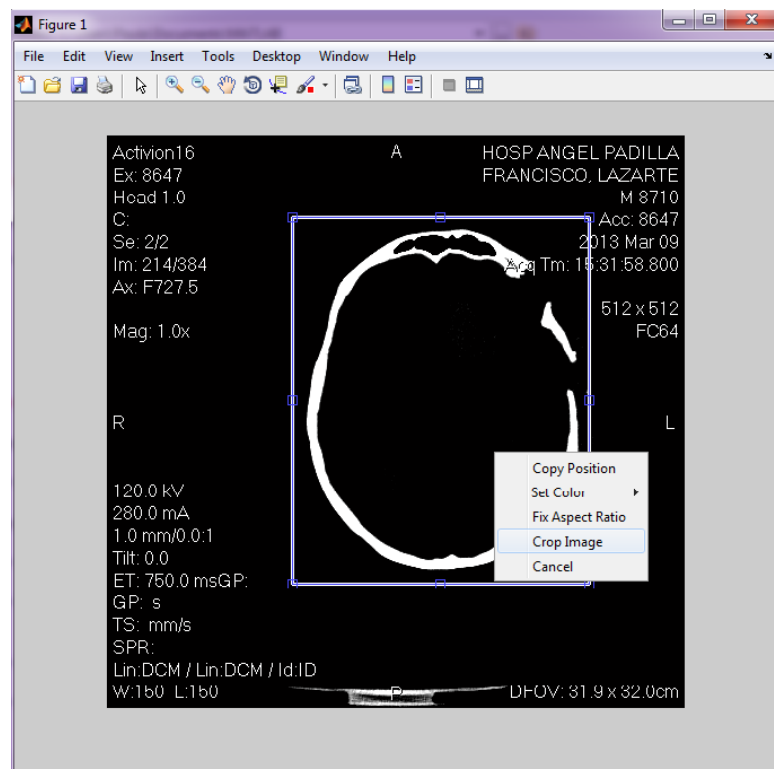 Figure 1
File Edit View Insert Tools Desktop Window Help
Activion16
Ex: 8647
Head 1.0
C:
Se: 2/2
Im: 214/384
Ax: F727.5
Mag: 1.0x
A
HOSP ANGEL PADILLA
FRANCISCO, LAZARTE
M 8710
Acc: 8647
2013 Mar 09
Acq Tm: 15:31:58.800
512 x 512
FC64
R
L
Copy Position
Set Color
Fix Aspect Ratio
Crop Image
Cancel
120.0 kV
280.0 mA
1.0 mm/0.0:1
Tilt: 0.0
ET: 750.0 msGP:
GP: s
TS: mm/s
SPR:
Lin:DCM / Lin:DCM / Id:ID
W:150 L:150
P
DFOV: 31.9 x 32.0cm